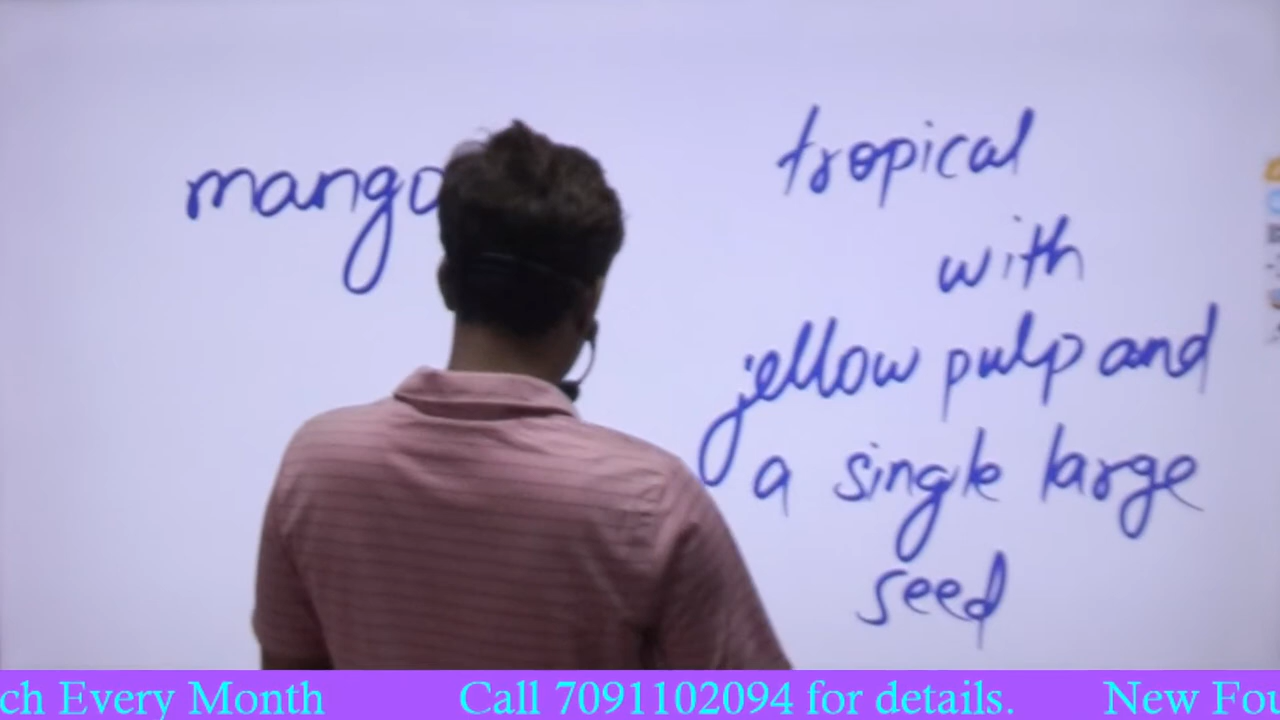 mango
tropical
with
yellow pulp and
a single large
seed
ch Every Month Call 7091102094 for details. New Fou